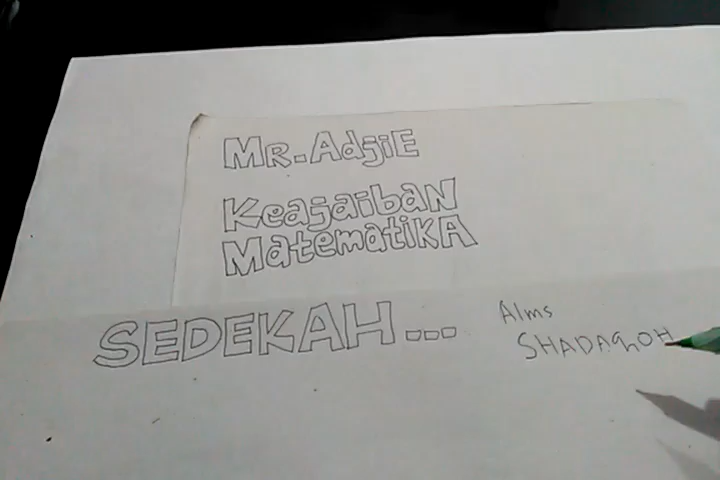 MR. AdjiE
KeajaibaN
MatematiKA
SEDEKAH...
Alms
SHADAqOH